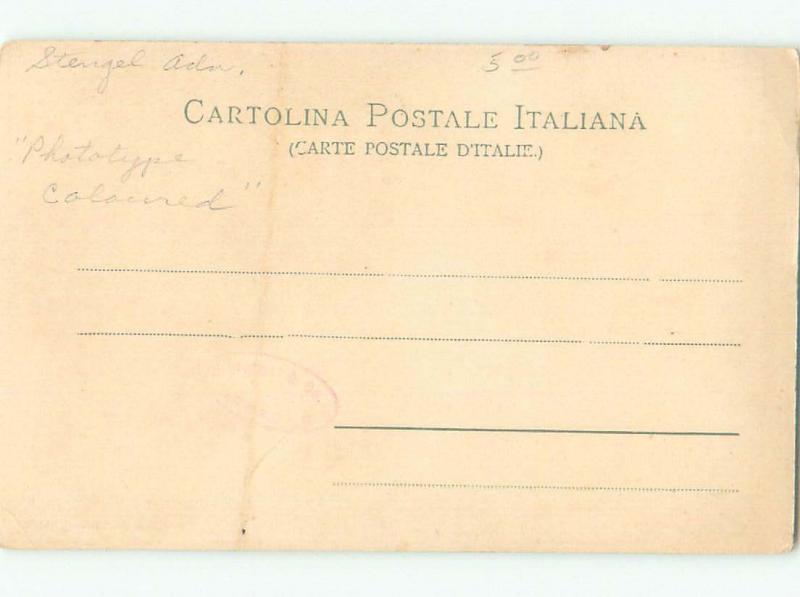 Stengel Adv.
5 00
CARTOLINA POSTALE ITALIANA
(CARTE POSTALE D'ITALIE.)
"Phototype
Coloured"